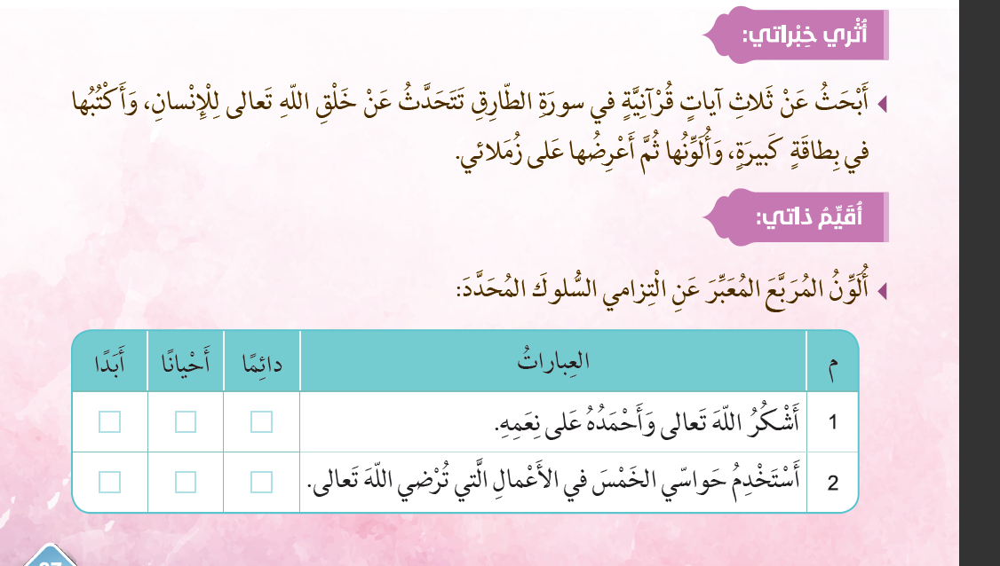 أُثْري خِبْراتي:
أَبْحَثُ عَنْ ثَلاثِ آياتٍ قُرْآنِيَّةٍ في سورَةِ الطّارِقِ تَتَحَدَّثُ عَنْ خَلْقِ اللّهِ تَعالى لِلْإِنْسانِ، وَأَكْتُبُها
في بِطاقَةٍ كَبيرَةٍ، وَأُلَوِّنُها ثُمَّ أَعْرِضُها عَلى زُمَلائي.
أُقَيِّمُ ذاتي:
أُلَوِّنُ المُرَبَّعَ المُعَبِّرَ عَنِ الْتِزامي السُّلوكَ المُحَدَّدَ:
م العِباراتُ دائِمًا أَحْيانًا أَبَدًا
1 أَشْكُرُ اللّهَ تَعالى وَأَحْمَدُهُ عَلى نِعَمِهِ.
2 أَسْتَخْدِمُ حَواسّي الخَمْسَ في الأَعْمالِ الَّتي تُرْضي اللّهَ تَعالى.